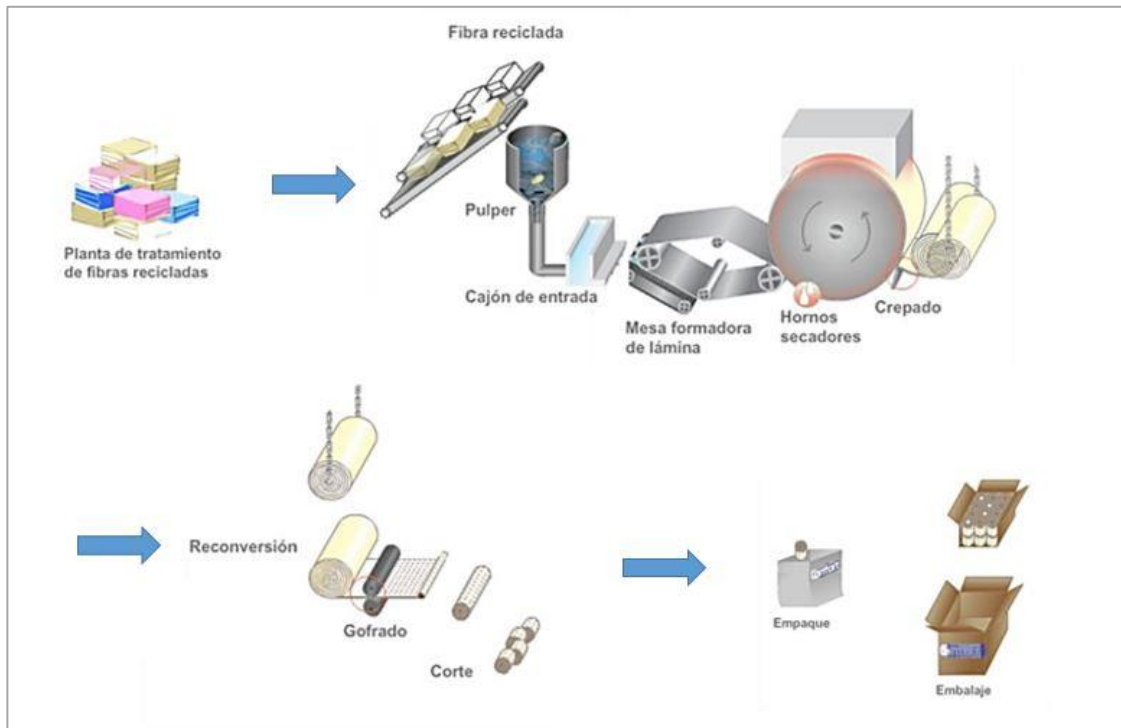 Fibra reciclada
Planta de tratamiento
de fibras recicladas
Pulper
Cajón de entrada
Mesa formadora
de lámina
Hornos
secadores
Crepado
Reconversión
Gofrado
Corte
Empaque
Embalaje